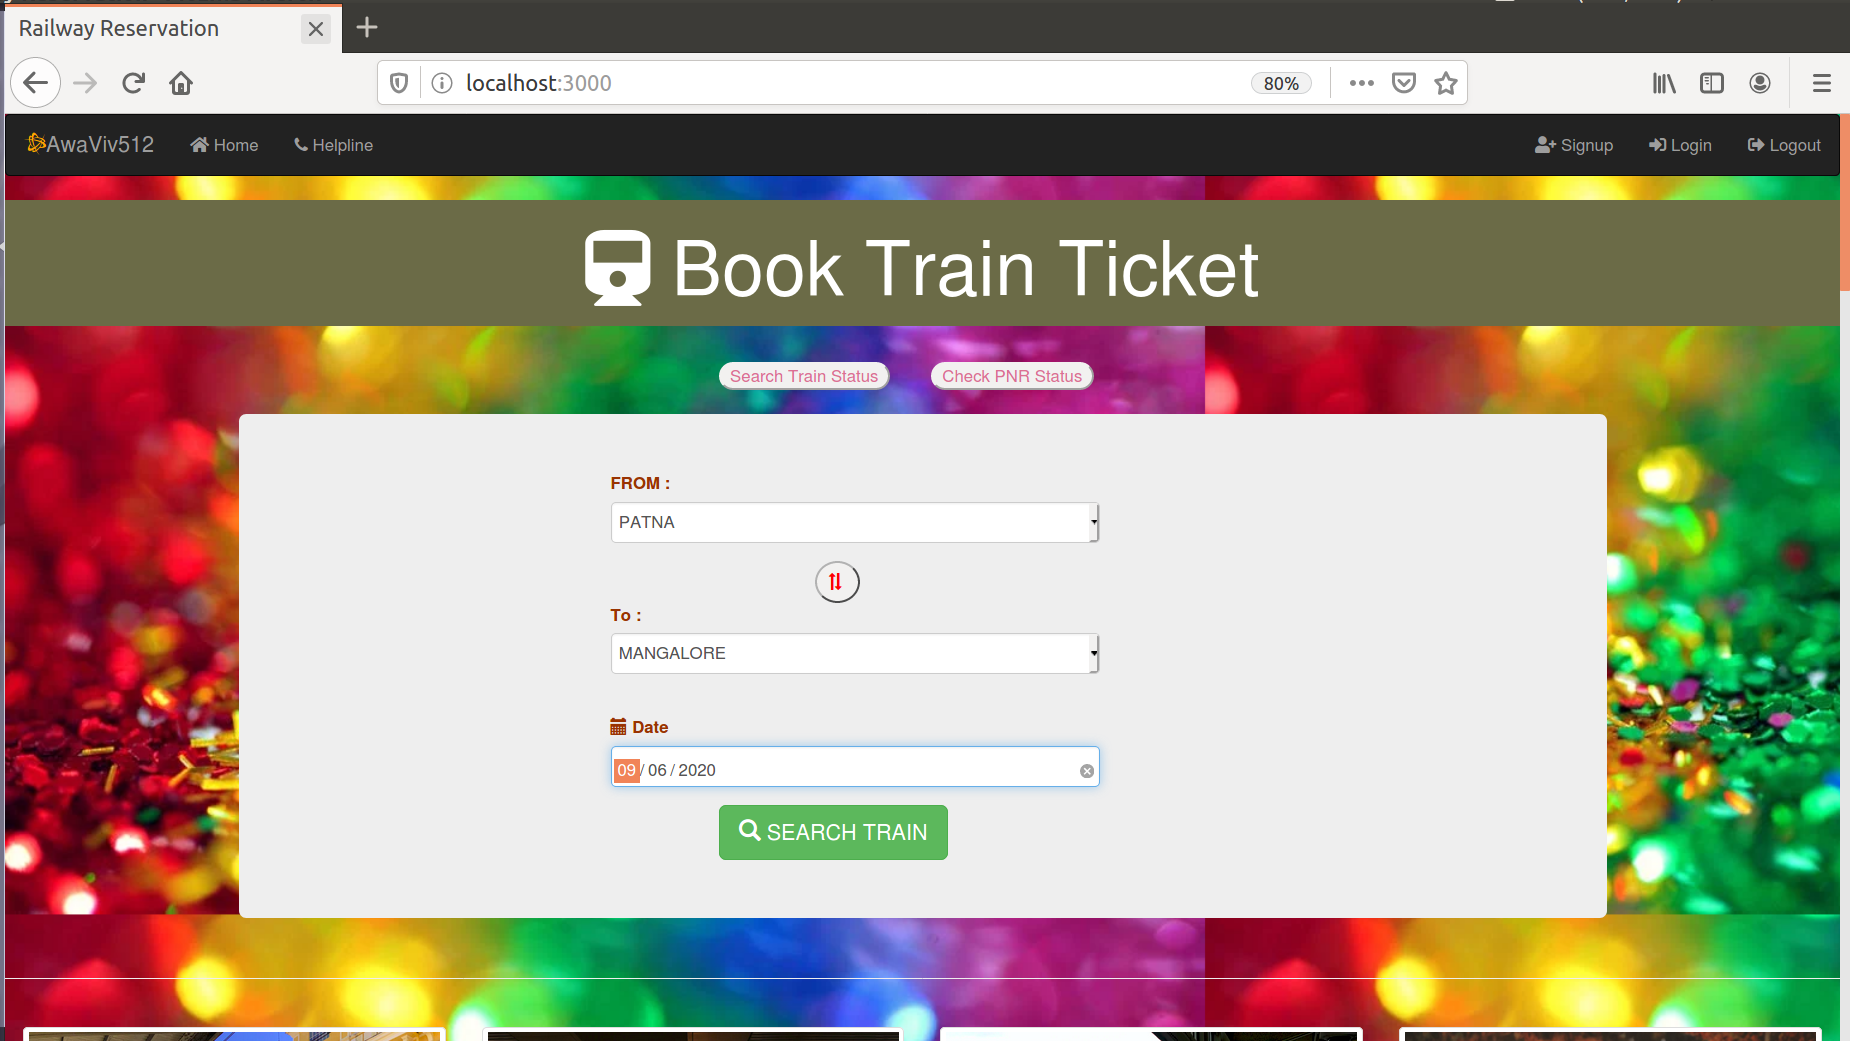 Railway Reservation
localhost:3000
80%
AwaViv512 Home Helpline Signup Login Logout
Book Train Ticket
Search Train Status Check PNR Status
FROM :
PATNA
To :
MANGALORE
Date
09 / 06 / 2020
SEARCH TRAIN